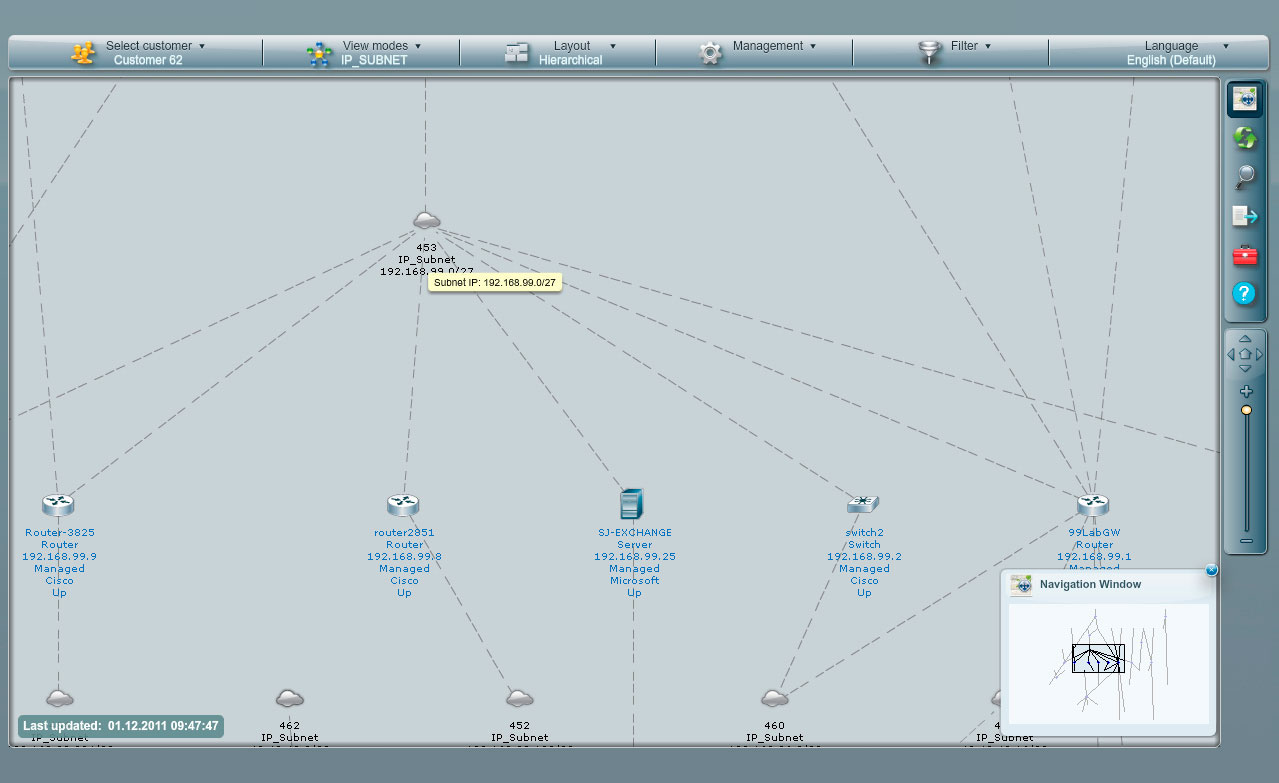 Select customer
Customer 62
View modes
IP_SUBNET
Layout
Hierarchical
Management
Filter
Language
English (Default)
453
IP_Subnet
192.168.99.0/27
Subnet IP: 192.168.99.0/27
Router-3825
Router
192.168.99.9
Managed
Cisco
Up
router2851
Router
192.168.99.8
Managed
Cisco
Up
SJ-EXCHANGE
Server
192.168.99.25
Managed
Microsoft
Up
switch2
Switch
192.168.99.2
Managed
Cisco
Up
99LabGW
Router
192.168.99.1
Managed
Navigation Window
?
Last updated: 01.12.2011 09:47:47
462
IP_Subnet
452
IP_Subnet
460
IP_Subnet
IP_Subnet